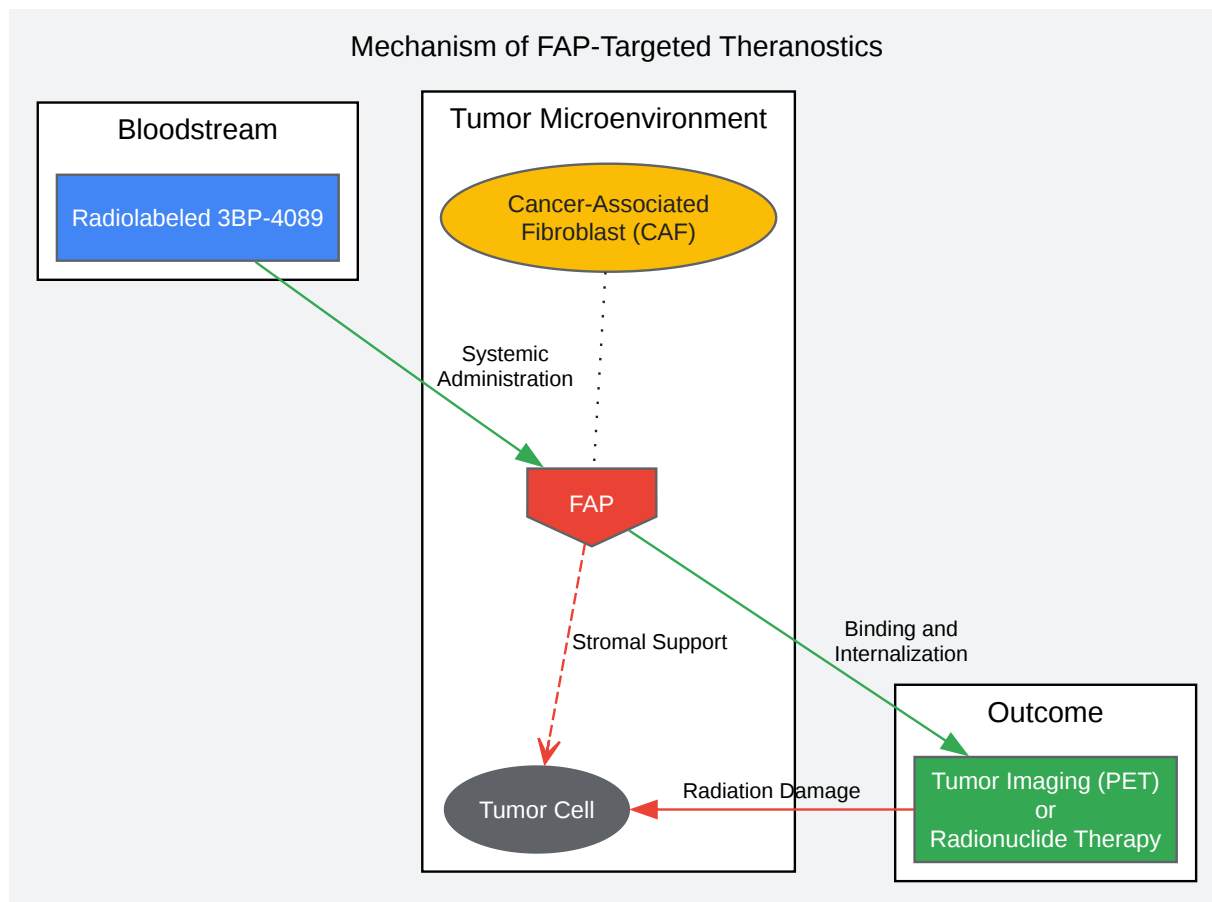 Mechanism of FAP-Targeted Theranostics
Bloodstream
Radiolabeled 3BP-4089
Tumor Microenvironment
Cancer-Associated
Fibroblast (CAF)
Systemic
Administration
FAP
Stromal Support
Binding and
Internalization
Outcome
Tumor Imaging (PET)
or
Radionuclide Therapy
Radiation Damage
Tumor Cell